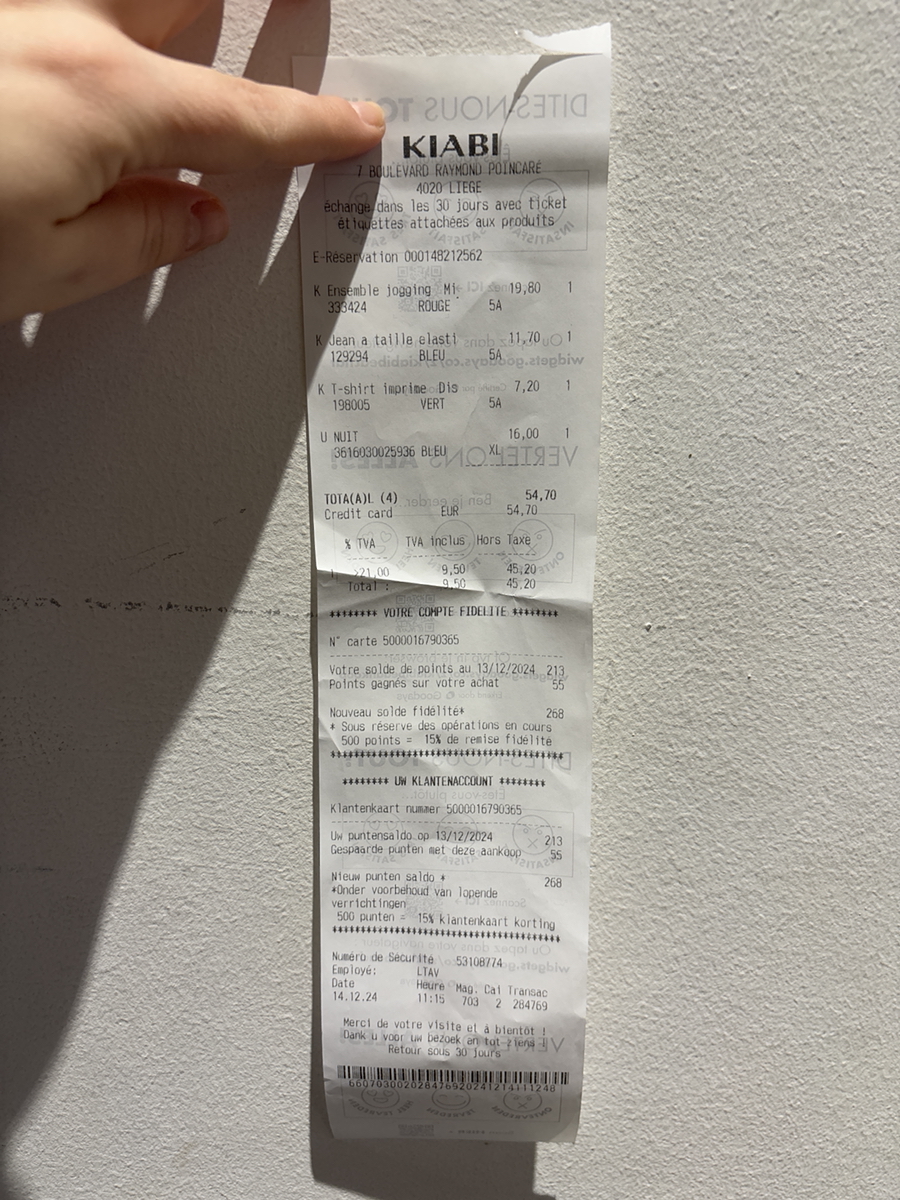 KIABI
7 BOULEVARD RAYMOND POINCARÉ
4020 LIEGE
échange dans les 30 jours avec ticket
étiquettes attachées aux produits
E-Réservation 000148212562
K Ensemble jogging Mi 19,80 1
333424 ROUGE 5A
K Jean a taille elasti 11,70 1
129294 BLEU 5A
K T-shirt imprime Dis 7,20 1
198005 VERT 5A
U NUIT 16,00 1
3616030025936 BLEU XL
TOTA(A)L (4) 54,70
Credit card EUR 54,70
% TVA TVA inclus Hors Taxe
21,00 9,50 45,20
Total : 9,50 45,20
******** VOTRE COMPTE FIDELITE ********
N° carte 5000016790365
Votre solde de points au 13/12/2024 213
Points gagnés sur votre achat 55
Nouveau solde fidélité* 268
* Sous réserve des opérations en cours
500 points = 15% de remise fidélité
******** UW KLANTENACCOUNT ********
Klantenkaart nummer 5000016790365
Uw puntensaldo op 13/12/2024 213
Gespaarde punten met deze aankoop 55
Nieuw punten saldo * 268
*Onder voorbehoud van lopende
verrichtingen
500 punten = 15% klantenkaart korting
Numéro de Sécurité 53108774
Employé: LTAV
Date Heure Mag. Cai Transac
14.12.24 11:15 703 2 284769
Merci de votre visite et à bientôt !
Dank u voor uw bezoek en tot ziens !
Retour sous 30 jours